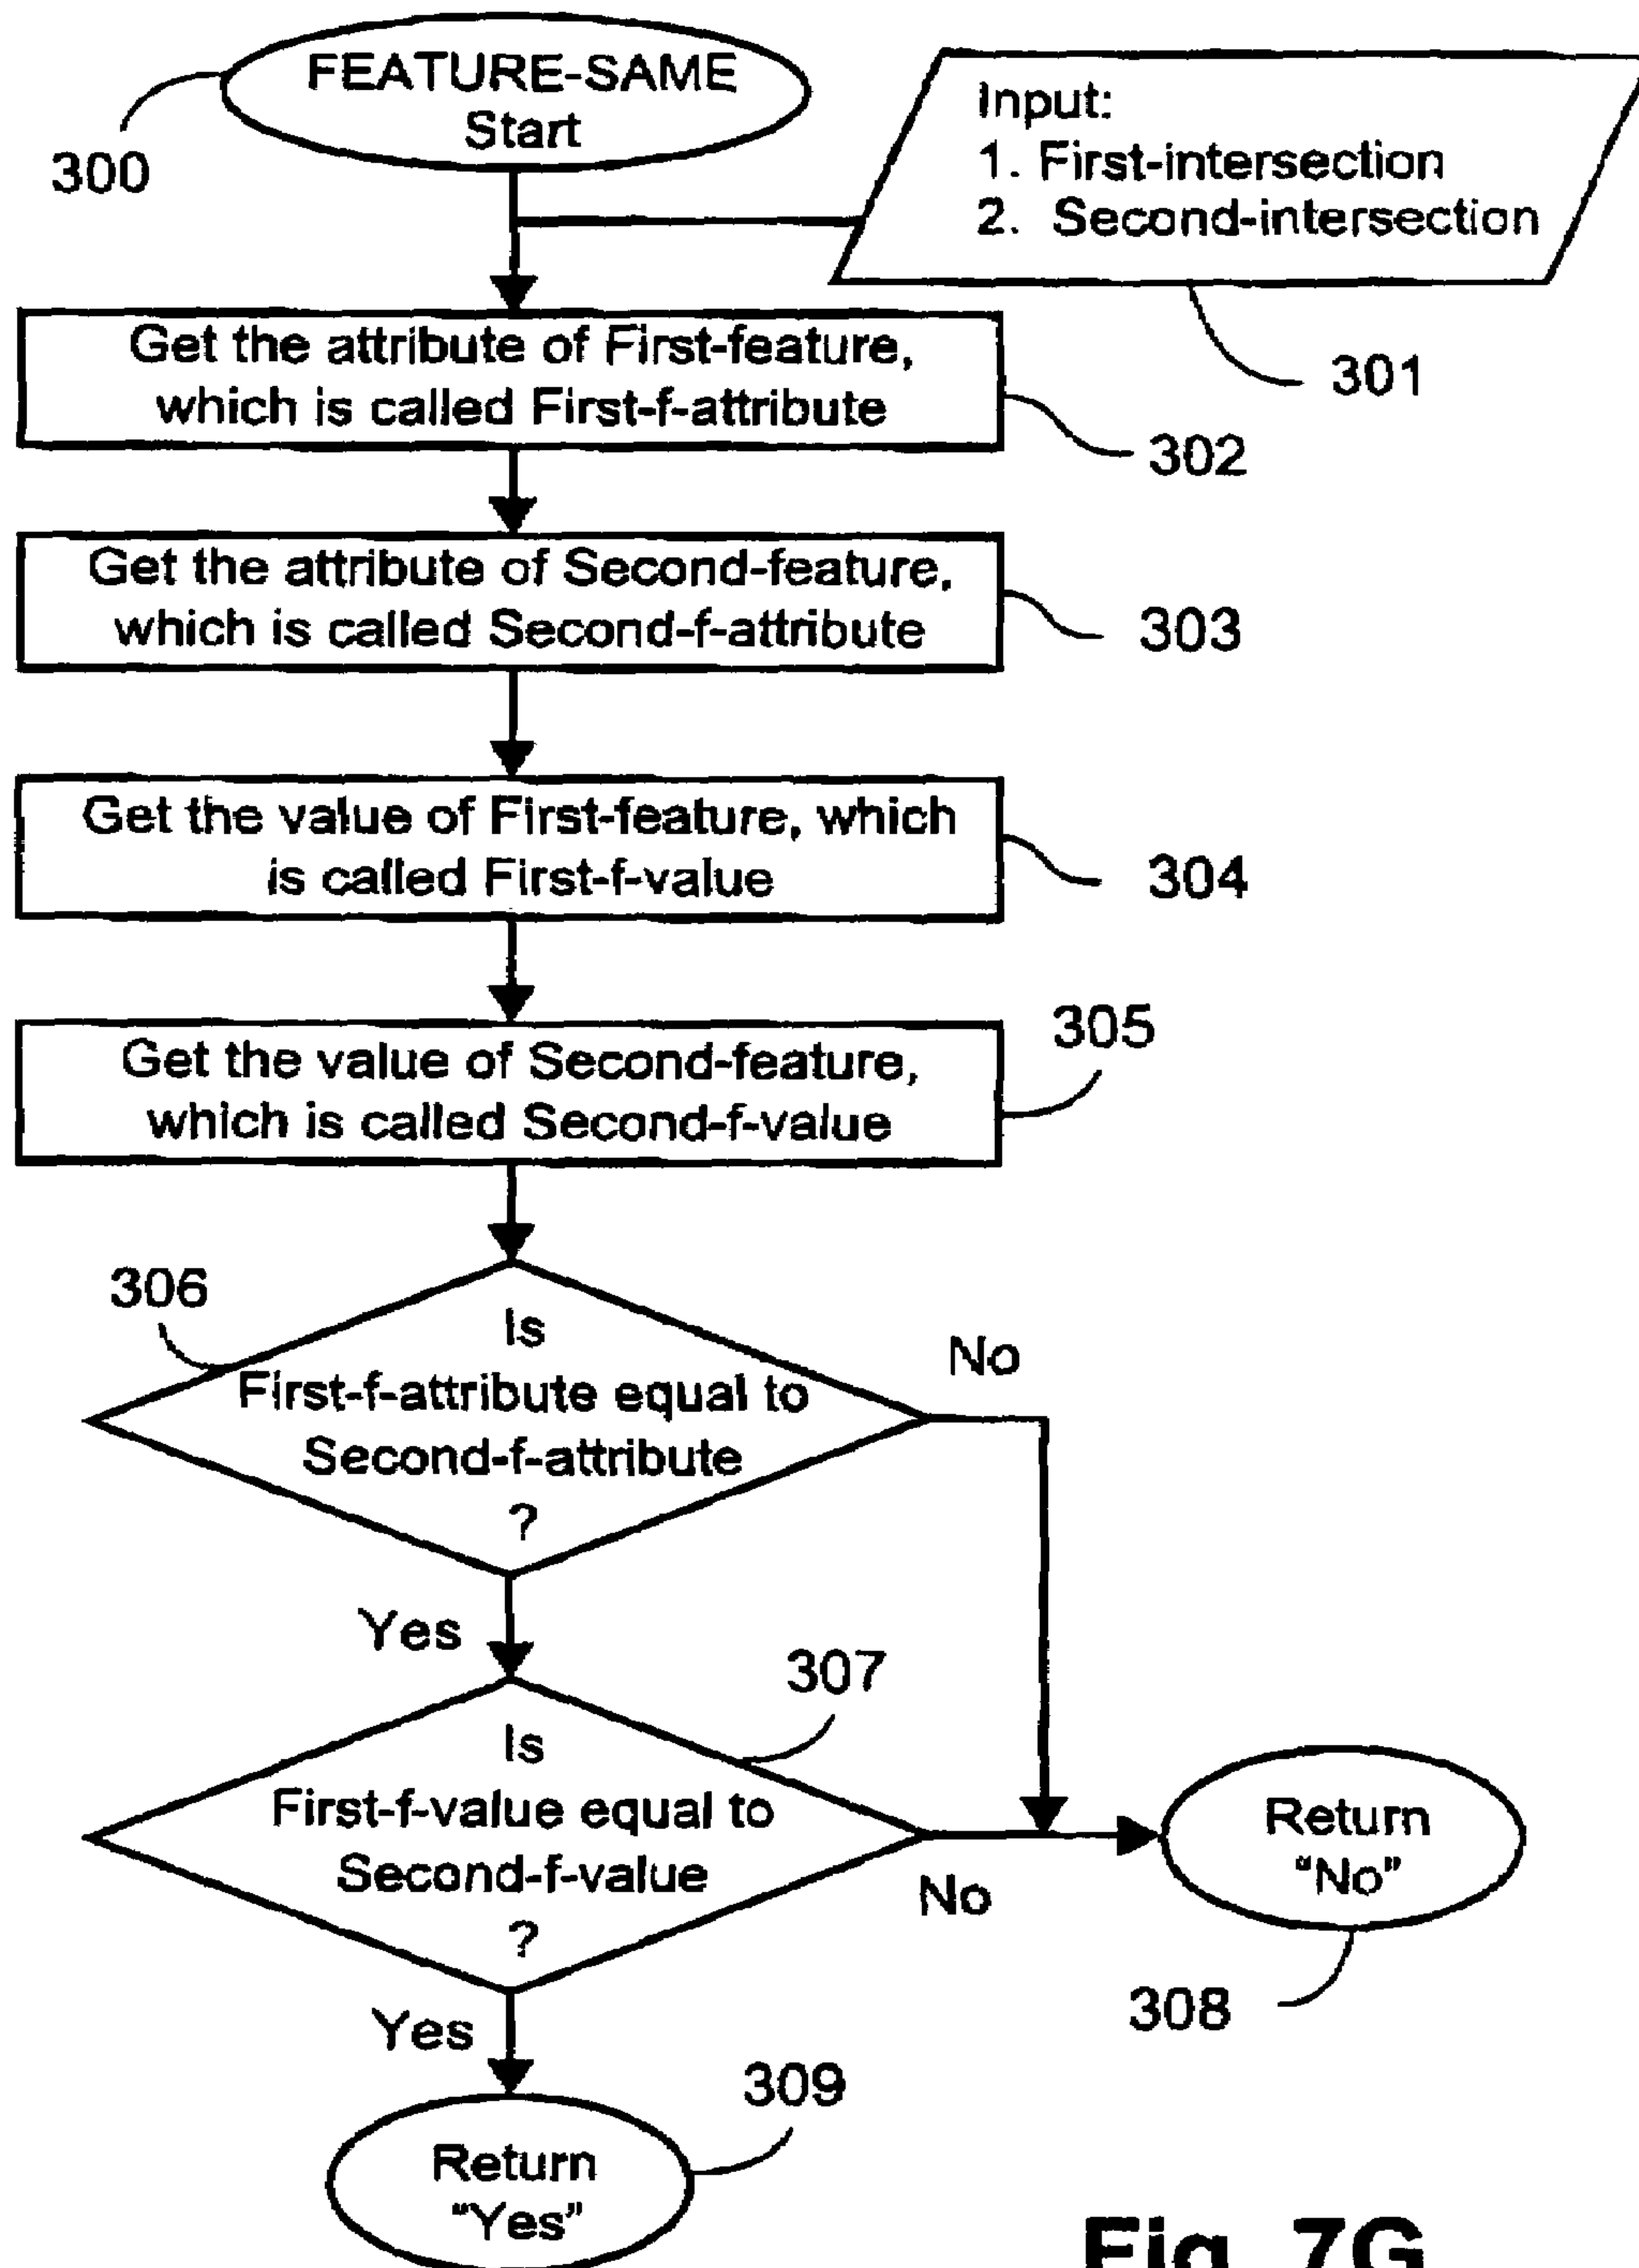 FEATURE-SAME
Start
300
Input:
1. First-intersection
2. Second-intersection
301
Get the attribute of First-feature,
which is called First-f-attribute
302
Get the attribute of Second-feature,
which is called Second-f-attribute
303
Get the value of First-feature, which
is called First-f-value
304
Get the value of Second-feature,
which is called Second-f-value
305
306
Is
First-f-attribute equal to
Second-f-attribute
?
No
Yes
307
Is
First-f-value equal to
Second-f-value
?
No
Return
“No”
308
Yes
309
Return
“Yes”
Fig. 7G